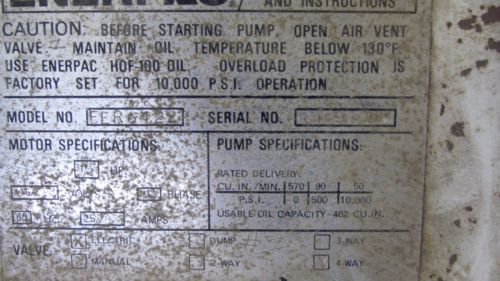 ENERPAC® AND INSTRUCTIONS
CAUTION: BEFORE STARTING PUMP, OPEN AIR VENT
VALVE. MAINTAIN OIL TEMPERATURE BELOW 130°F.
USE ENERPAC HOF-100 OIL. OVERLOAD PROTECTION IS
FACTORY SET FOR 10,000 P.S.I. OPERATION.
MODEL NO. SERIAL NO.
MOTOR SPECIFICATIONS: PUMP SPECIFICATIONS:
HP
RATED DELIVERY:
CU. IN./MIN. 570 90 50
PHASE
P.S.I. 0 500 10,000
HZ AMPS
USABLE OIL CAPACITY - 462 CU.IN.
VALVE: X ELECTRIC DUMP 3-WAY
MANUAL 2-WAY X 4-WAY